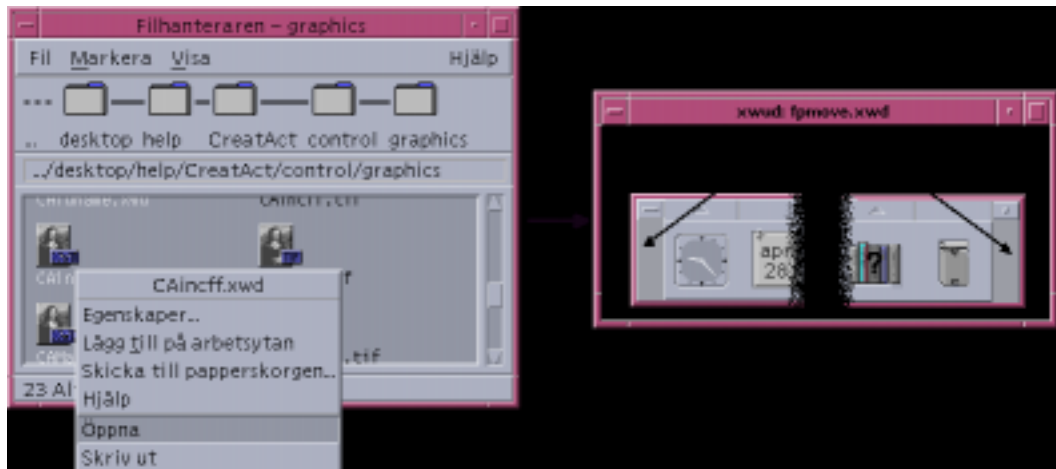 Filhanteraren – graphics
Fil Markera Visa Hjälp
.. desktop help CreatAct control graphics
../desktop/help/CreatAct/control/graphics
CAincff.tif
CAincff.xwd
Egenskaper...
Lägg till på arbetsytan
Skicka till papperskorgen...
.tif
Hjälp
23 Al
Öppna
Skriv ut
xwud: fpmove.xwd
apr
28
?